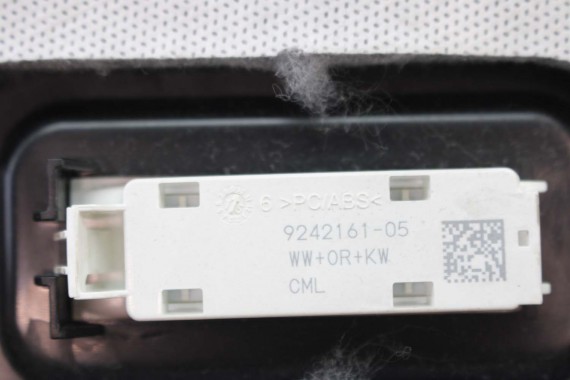 6 >PC/ABS<
9242161-05
WW+OR+KW
CML